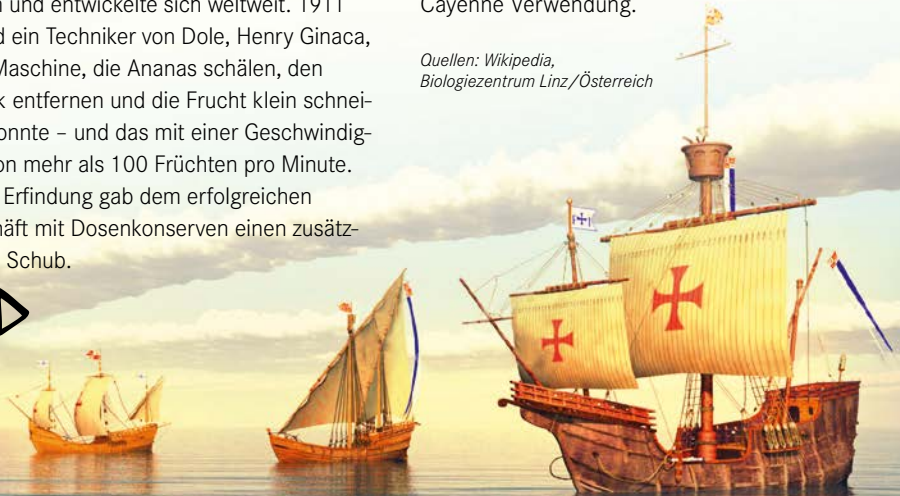 und entwickelte sich weltweit. 1911
ein Techniker von Dole, Henry Ginaca,
Maschine, die Ananas schälen, den
entfernen und die Frucht klein schnei-
onnte – und das mit einer Geschwindig-
on mehr als 100 Früchten pro Minute.
Erfindung gab dem erfolgreichen
äft mit Dosenkonserven einen zusätz-
Schub.
Cayenne Verwendung.
Quellen: Wikipedia,
Biologiezentrum Linz/Österreich